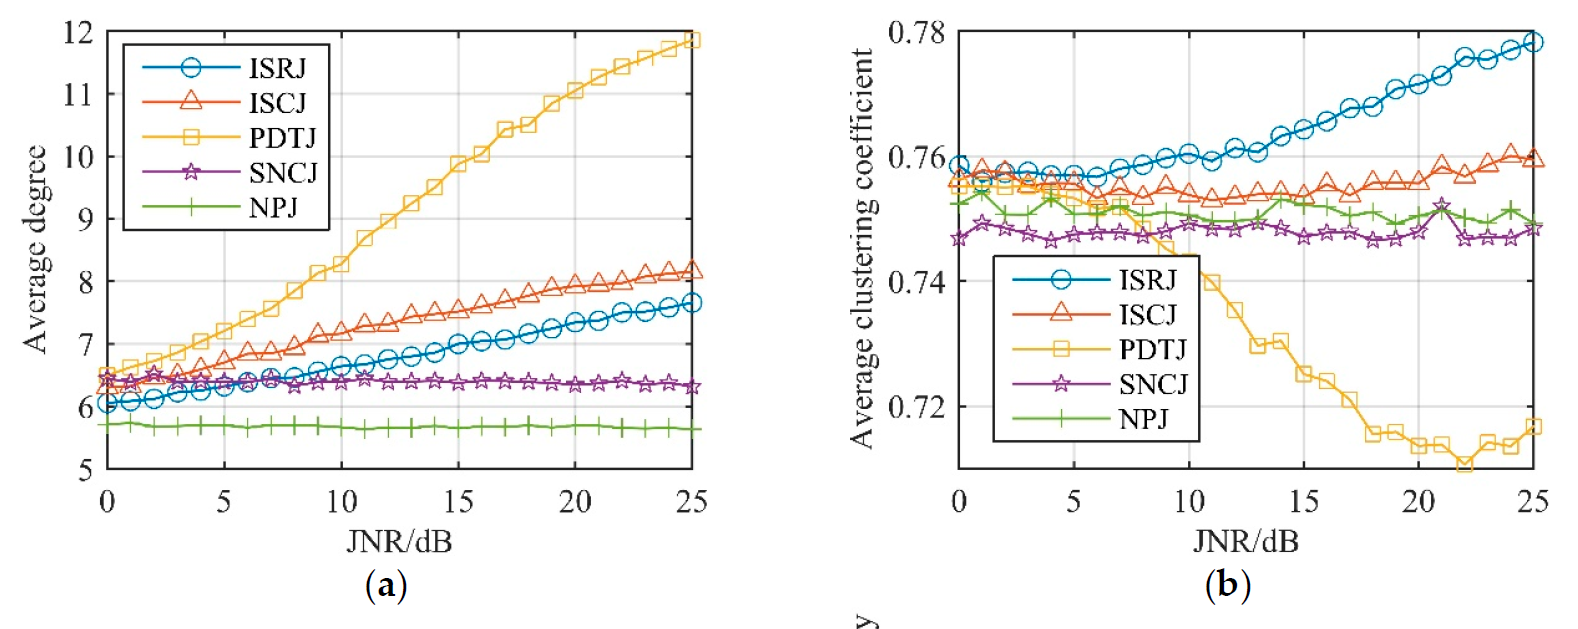 12
11
10
9
8
7
6
5
Average degree
ISRJ
ISCJ
PDTJ
SNCJ
NPJ
0 5 10 15 20 25
JNR/dB
(a)
0.78
0.76
0.74
0.72
Average clustering coefficient
ISRJ
ISCJ
PDTJ
SNCJ
NPJ
0 5 10 15 20 25
JNR/dB
(b)
y